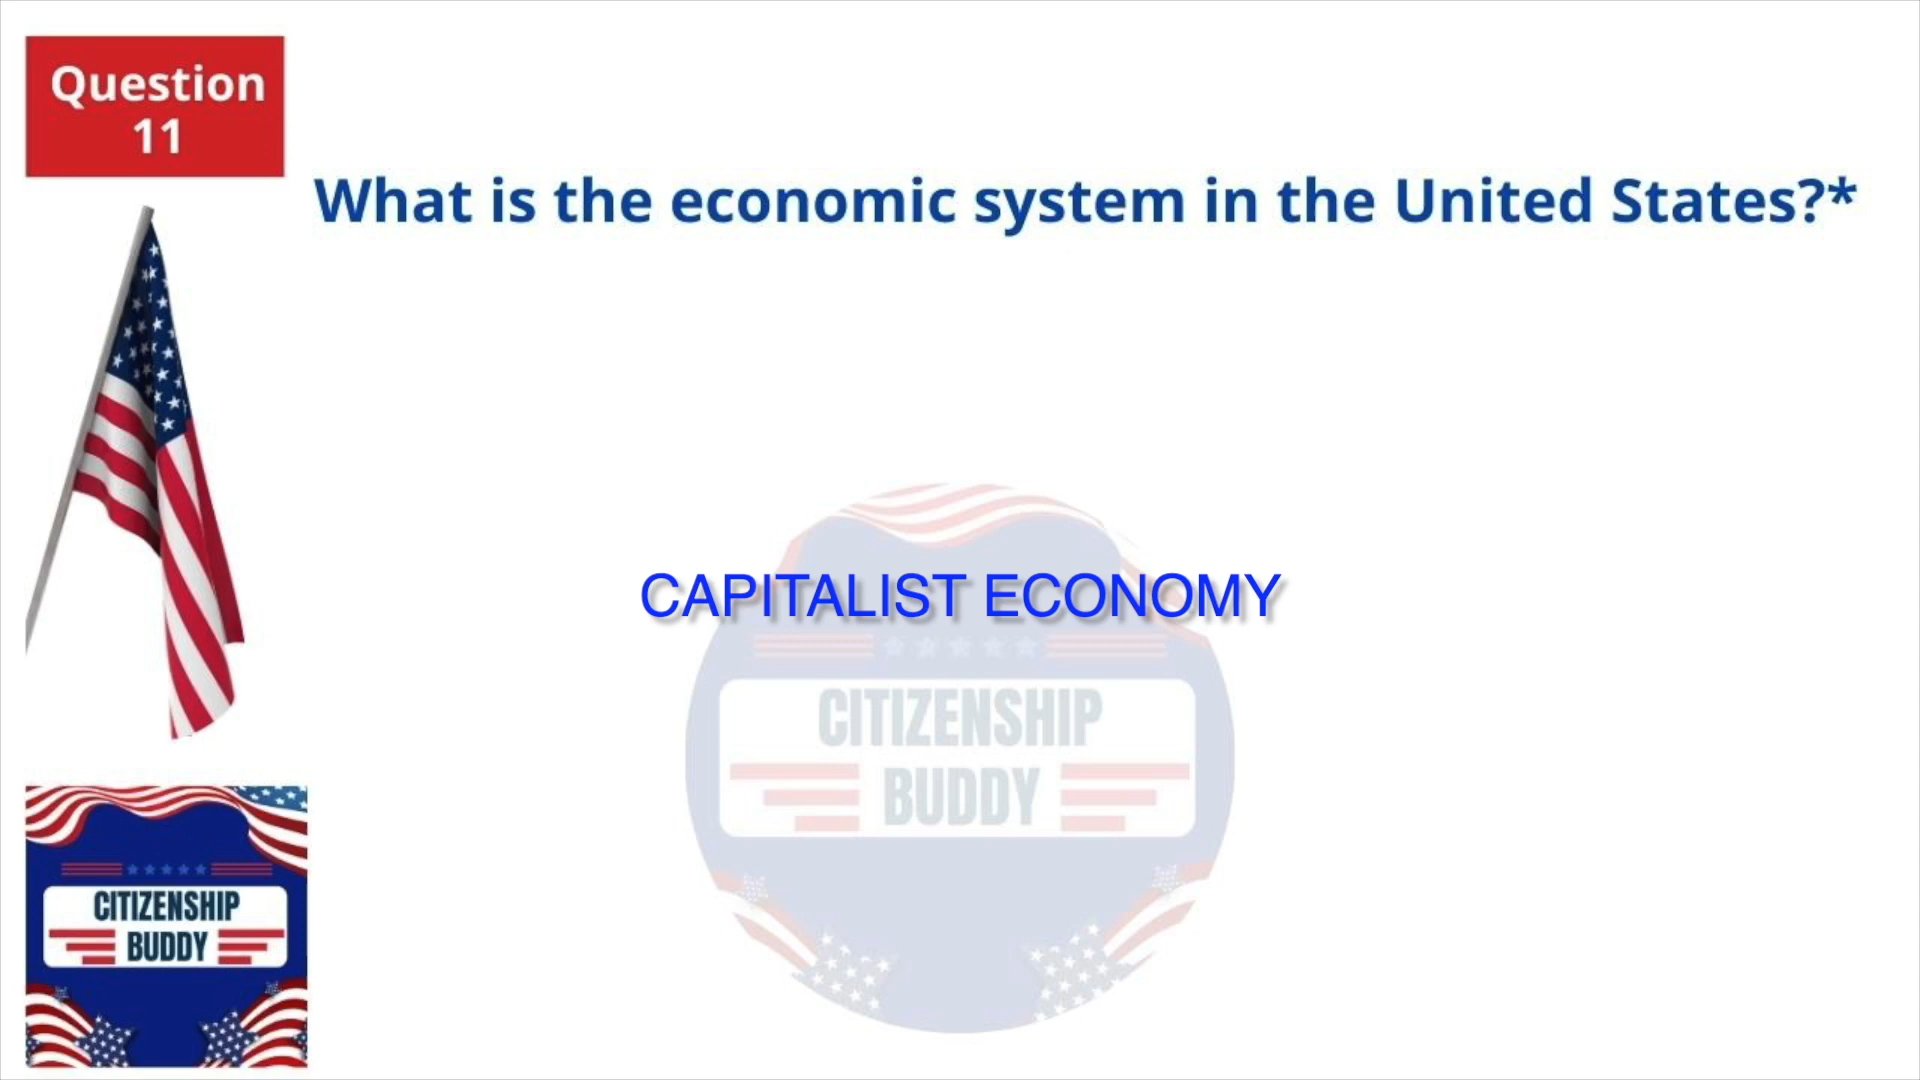 Question
11
What is the economic system in the United States?*
CAPITALIST ECONOMY
CITIZENSHIP
BUDDY
CITIZENSHIP
BUDDY